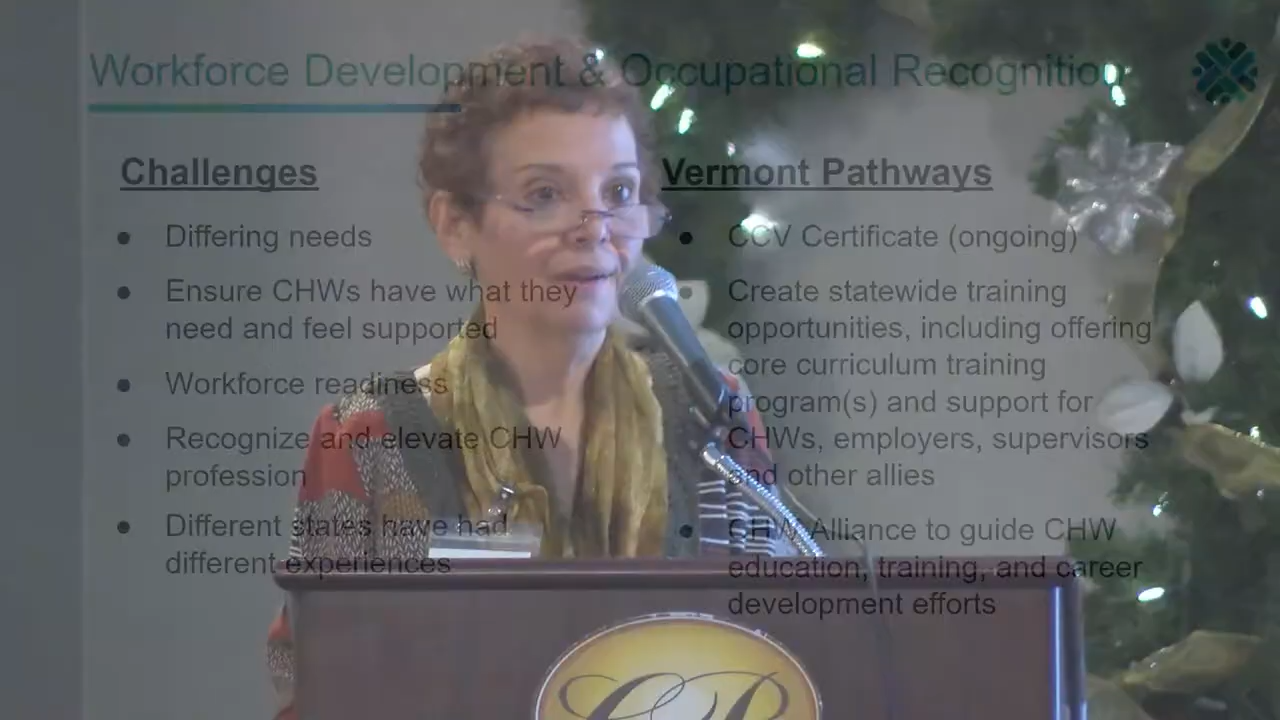 Workforce Development & Occupational Recognition
Challenges
Differing needs
Ensure CHWs have what they
need and feel supported
Workforce readiness
Recognize and elevate CHW
profession
Different states have had
different experiences
Vermont Pathways
CCV Certificate (ongoing)
Create statewide training
opportunities, including offering
core curriculum training
program(s) and support for
CHWs, employers, supervisors
and other allies
CHW Alliance to guide CHW
education, training, and career
development efforts
CP